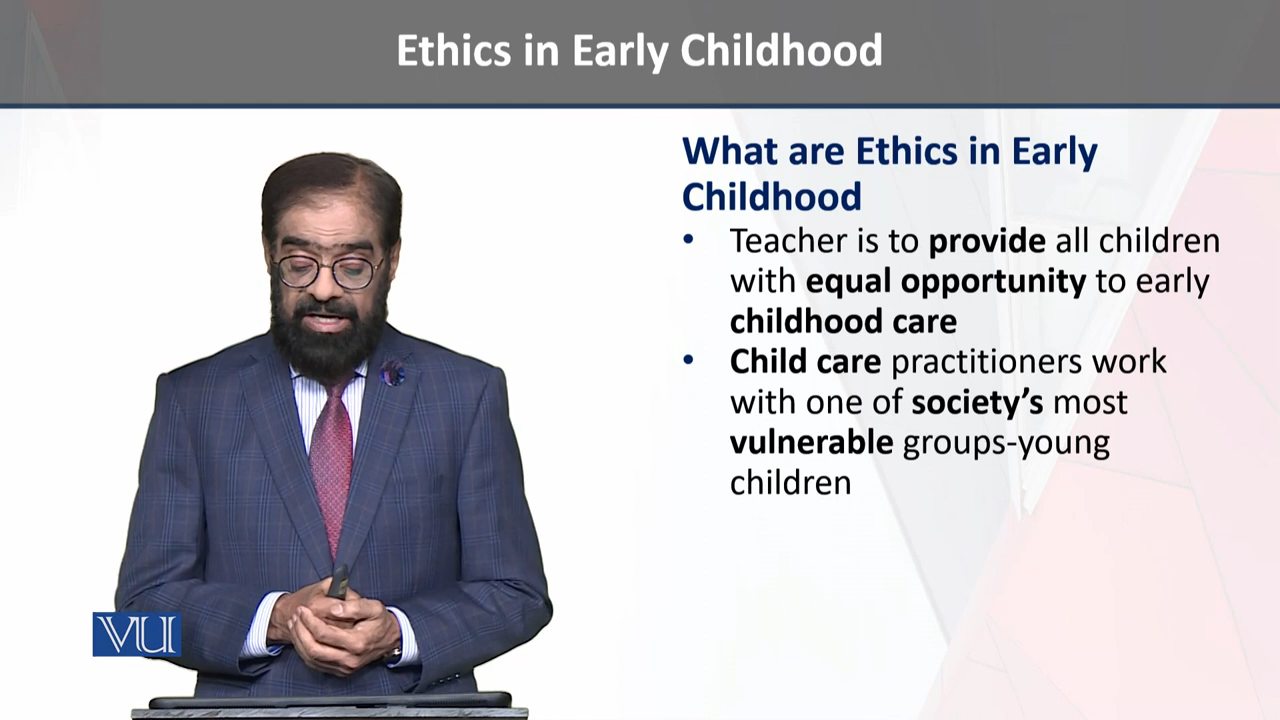 Ethics in Early Childhood
What are Ethics in Early
Childhood
• Teacher is to provide all children
with equal opportunity to early
childhood care
• Child care practitioners work
with one of society’s most
vulnerable groups-young
children
VU